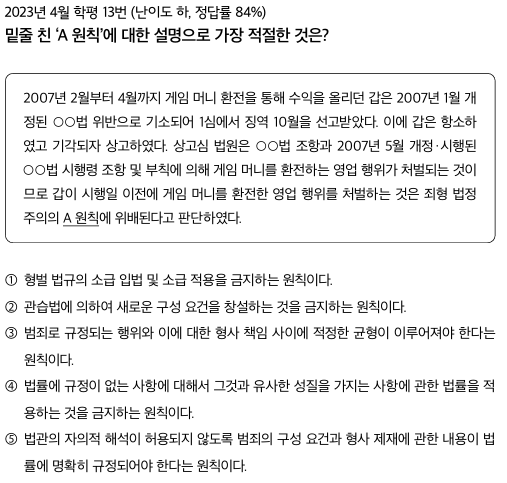 2023년 4월 학평 13번 (난이도 하, 정답률 84%)
밑줄 친 ‘A 원칙’에 대한 설명으로 가장 적절한 것은?
2007년 2월부터 4월까지 게임 머니 환전을 통해 수익을 올리던 갑은 2007년 1월 개
정된 ○○법 위반으로 기소되어 1심에서 징역 10월을 선고받았다. 이에 갑은 항소하
였고 기각되자 상고하였다. 상고심 법원은 ○○법 조항과 2007년 5월 개정·시행된
○○법 시행령 조항 및 부칙에 의해 게임 머니를 환전하는 영업 행위가 처벌되는 것이
므로 갑이 시행일 이전에 게임 머니를 환전한 영업 행위를 처벌하는 것은 죄형 법정
주의의 A 원칙에 위배된다고 판단하였다.
① 형벌 법규의 소급 입법 및 소급 적용을 금지하는 원칙이다.
② 관습법에 의하여 새로운 구성 요건을 창설하는 것을 금지하는 원칙이다.
③ 범죄로 규정되는 행위와 이에 대한 형사 책임 사이에 적정한 균형이 이루어져야 한다는
원칙이다.
④ 법률에 규정이 없는 사항에 대해서 그것과 유사한 성질을 가지는 사항에 관한 법률을 적
용하는 것을 금지하는 원칙이다.
⑤ 법관의 자의적 해석이 허용되지 않도록 범죄의 구성 요건과 형사 제재에 관한 내용이 법
률에 명확히 규정되어야 한다는 원칙이다.